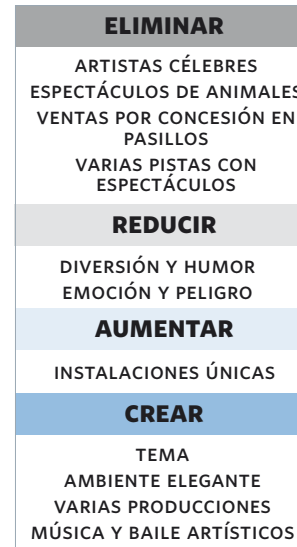 ELIMINAR
ARTISTAS CÉLEBRES
ESPECTÁCULOS DE ANIMALES
VENTAS POR CONCESIÓN EN
PASILLOS
VARIAS PISTAS CON
ESPECTÁCULOS
REDUCIR
DIVERSIÓN Y HUMOR
EMOCIÓN Y PELIGRO
AUMENTAR
INSTALACIONES ÚNICAS
CREAR
TEMA
AMBIENTE ELEGANTE
VARIAS PRODUCCIONES
MÚSICA Y BAILE ARTÍSTICOS